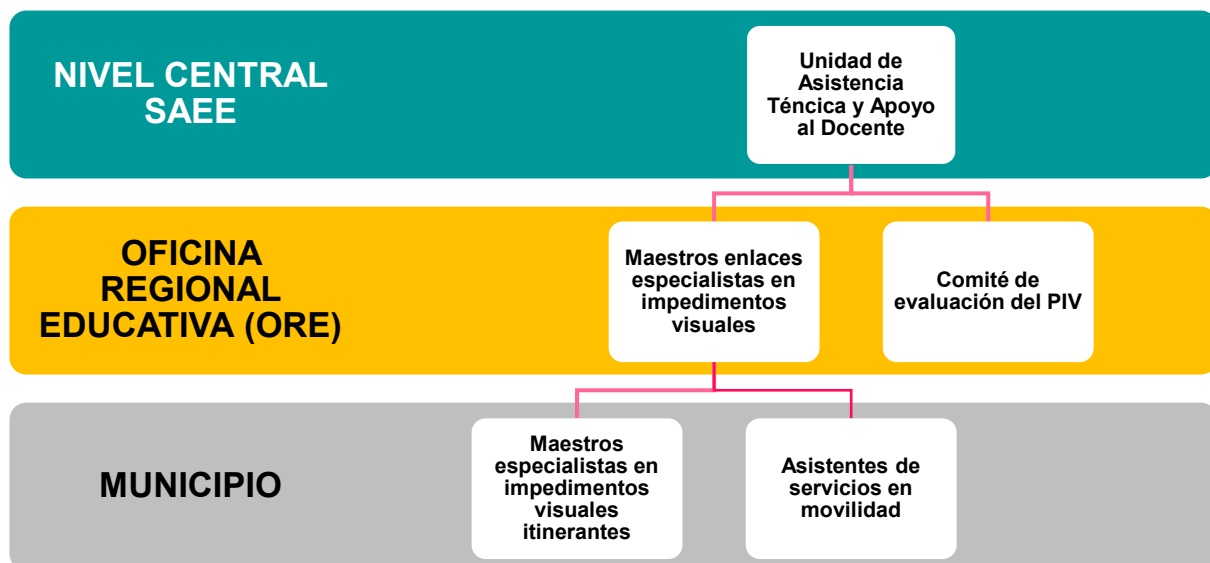 NIVEL CENTRAL
SAEE
Unidad de
Asistencia
Téncica y Apoyo
al Docente
OFICINA
REGIONAL
EDUCATIVA (ORE)
Maestros enlaces
especialistas en
impedimentos
visuales
Comité de
evaluación del PIV
MUNICIPIO
Maestros
especialistas en
impedimentos
visuales
itinerantes
Asistentes de
servicios en
movilidad